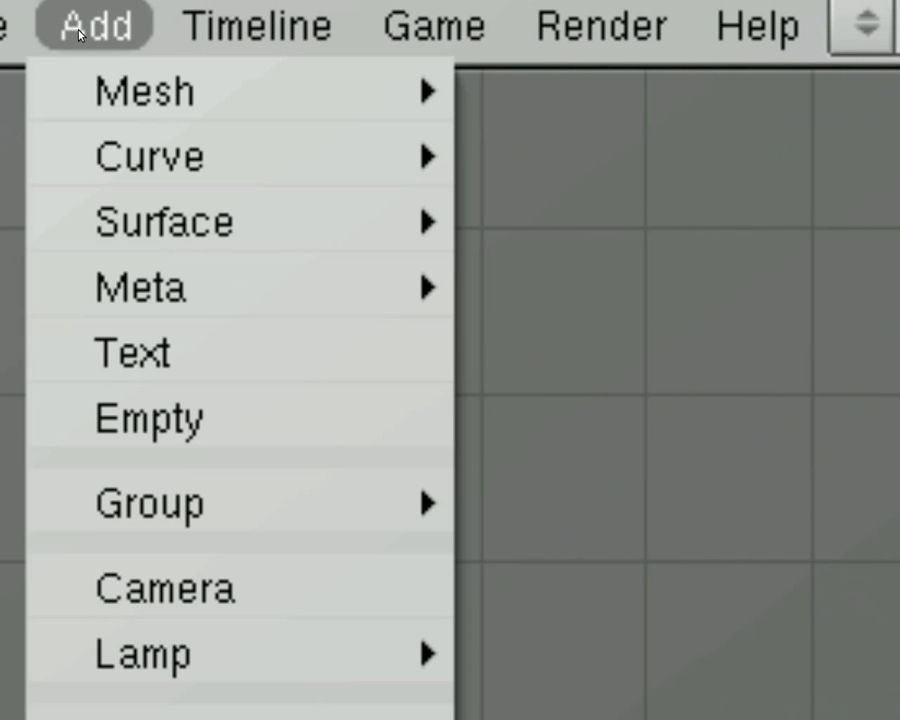 Add Timeline Game Render Help
Mesh
Curve
Surface
Meta
Text
Empty
Group
Camera
Lamp